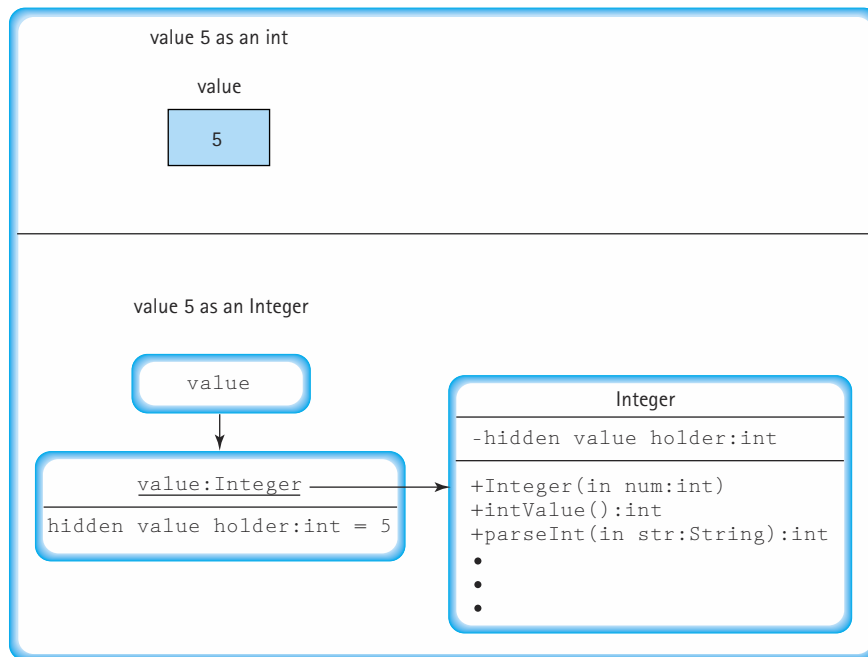 value 5 as an int
value
5
value 5 as an Integer
value
value:Integer
hidden value holder:int = 5
Integer
-hidden value holder:int
+Integer(in num:int)
+intValue():int
+parseInt(in str:String):int
•
•
•